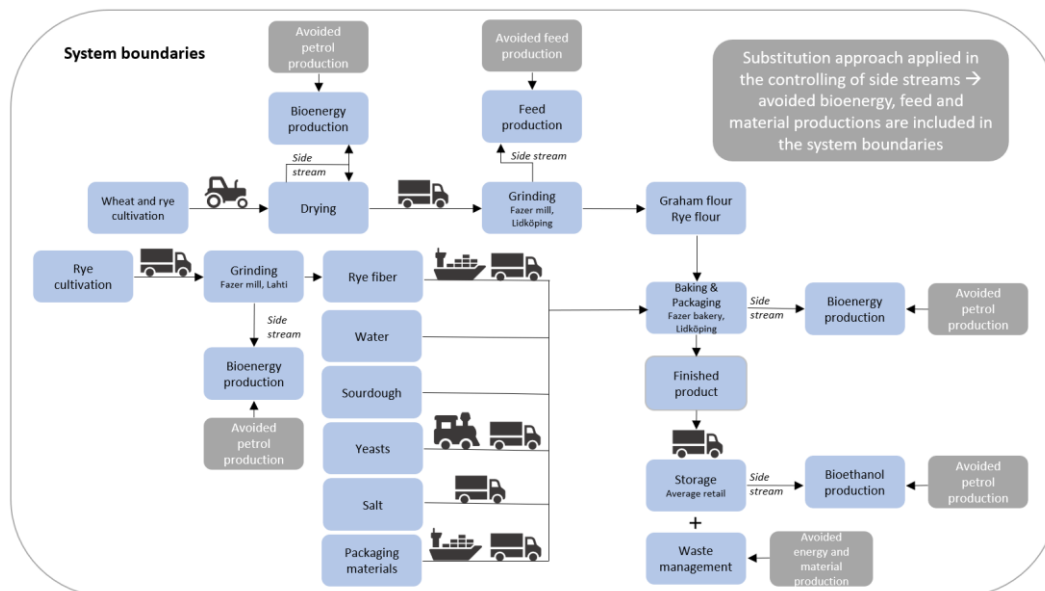 System boundaries
Avoided
petrol
production
Avoided feed
production
Substitution approach applied in
the controlling of side streams →
avoided bioenergy, feed and
material productions are included in
the system boundaries
Bioenergy
production
Feed
production
Side
stream
Side
stream
Wheat and rye
cultivation
Drying
Grinding
Fazer mill,
Lidköping
Graham flour
Rye flour
Rye
cultivation
Grinding
Fazer mill, Lahti
Rye fiber
Baking &
Packaging
Fazer bakery,
Lidköping
Side
stream
Bioenergy
production
Avoided
petrol
production
Side
stream
Water
Bioenergy
production
Finished
product
Sourdough
Avoided
petrol
production
Yeasts
Storage
Average retail
Side
stream
Bioethanol
production
Avoided
petrol
production
Salt
+
Packaging
materials
Waste
management
Avoided
energy and
material
production